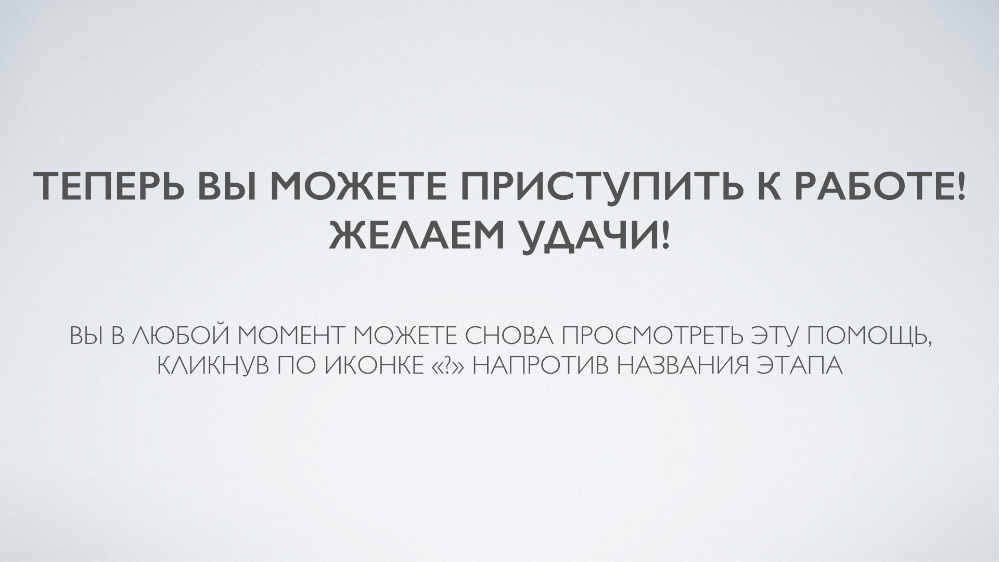 ТЕПЕРЬ ВЫ МОЖЕТЕ ПРИСТУПИТЬ К РАБОТЕ!
ЖЕЛАЕМ УДАЧИ!
ВЫ В ЛЮБОЙ МОМЕНТ МОЖЕТЕ СНОВА ПРОСМОТРЕТЬ ЭТУ ПОМОЩЬ,
КЛИКНУВ ПО ИКОНКЕ «?» НАПРОТИВ НАЗВАНИЯ ЭТАПА